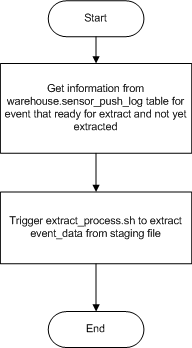 Start
Get information from
warehouse.sensor_push_log table for
event that ready for extract and not yet
extracted
Trigger extract_process.sh to extract
event_data from staging file
End